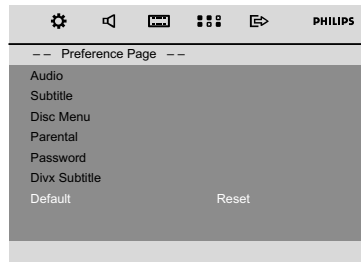 PHILIPS
–– Preference Page ––
Audio
Subtitle
Disc Menu
Parental
Password
Divx Subtitle
Default Reset